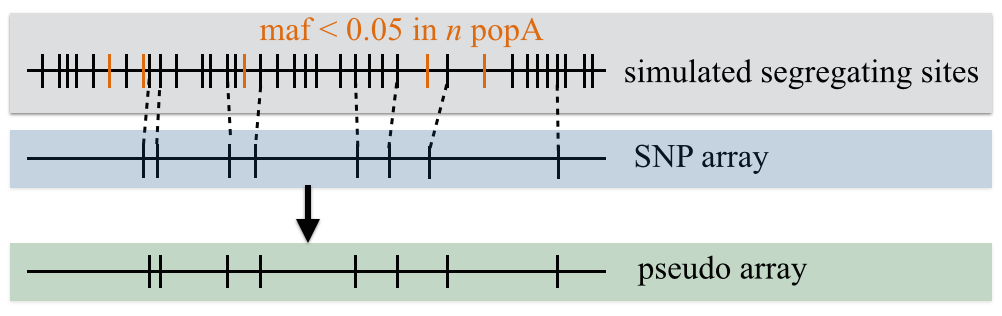 maf < 0.05 in n popA
simulated segregating sites
SNP array
pseudo array